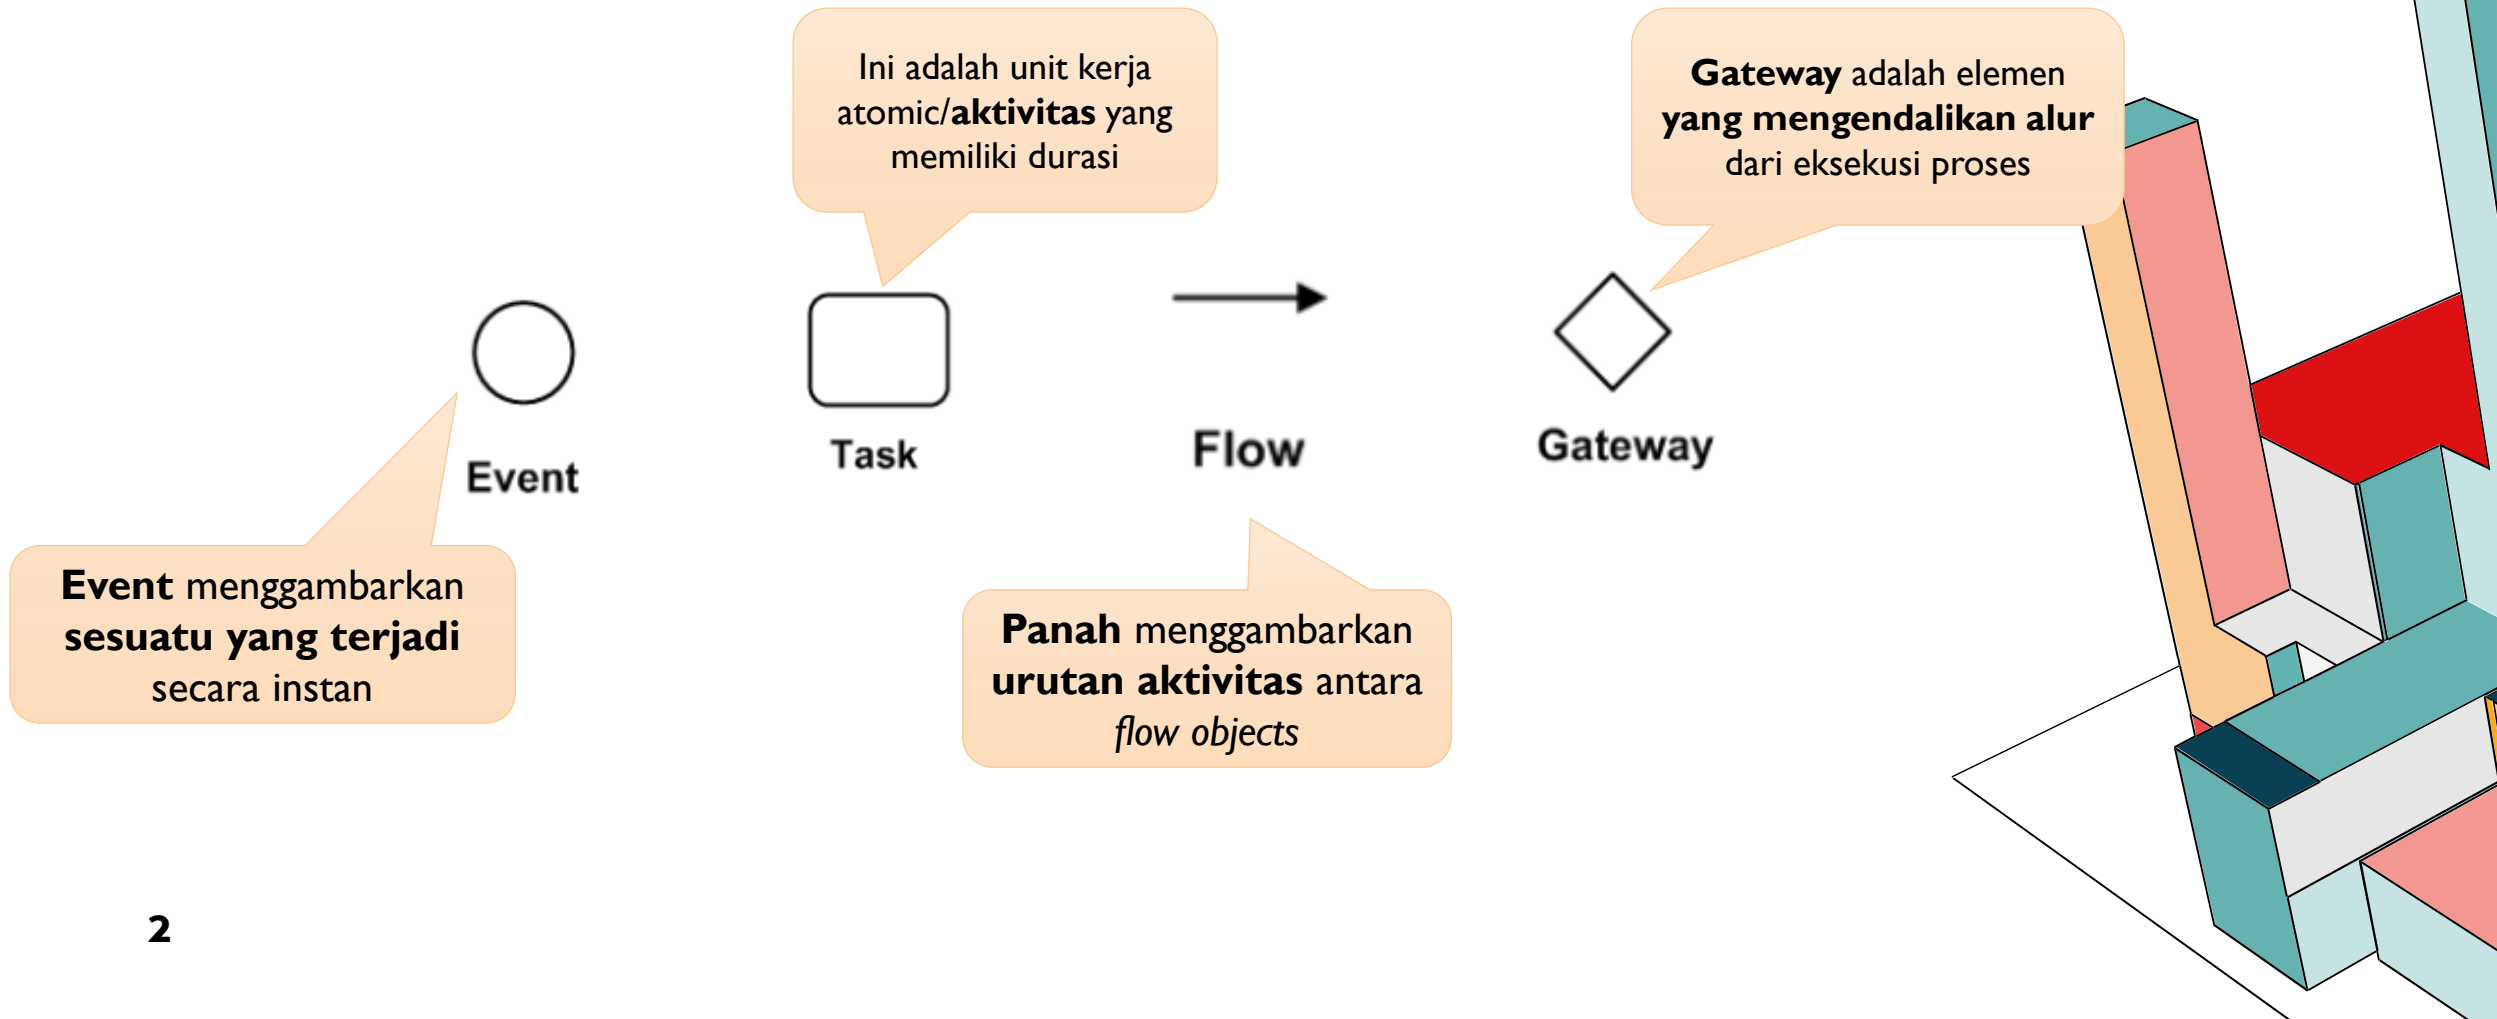 Ini adalah unit kerja
atomic/aktivitas yang
memiliki durasi
Gateway adalah elemen
yang mengendalikan alur
dari eksekusi proses
Event
Task
Flow
Gateway
Event menggambarkan
sesuatu yang terjadi
secara instan
Panah menggambarkan
urutan aktivitas antara
flow objects
2